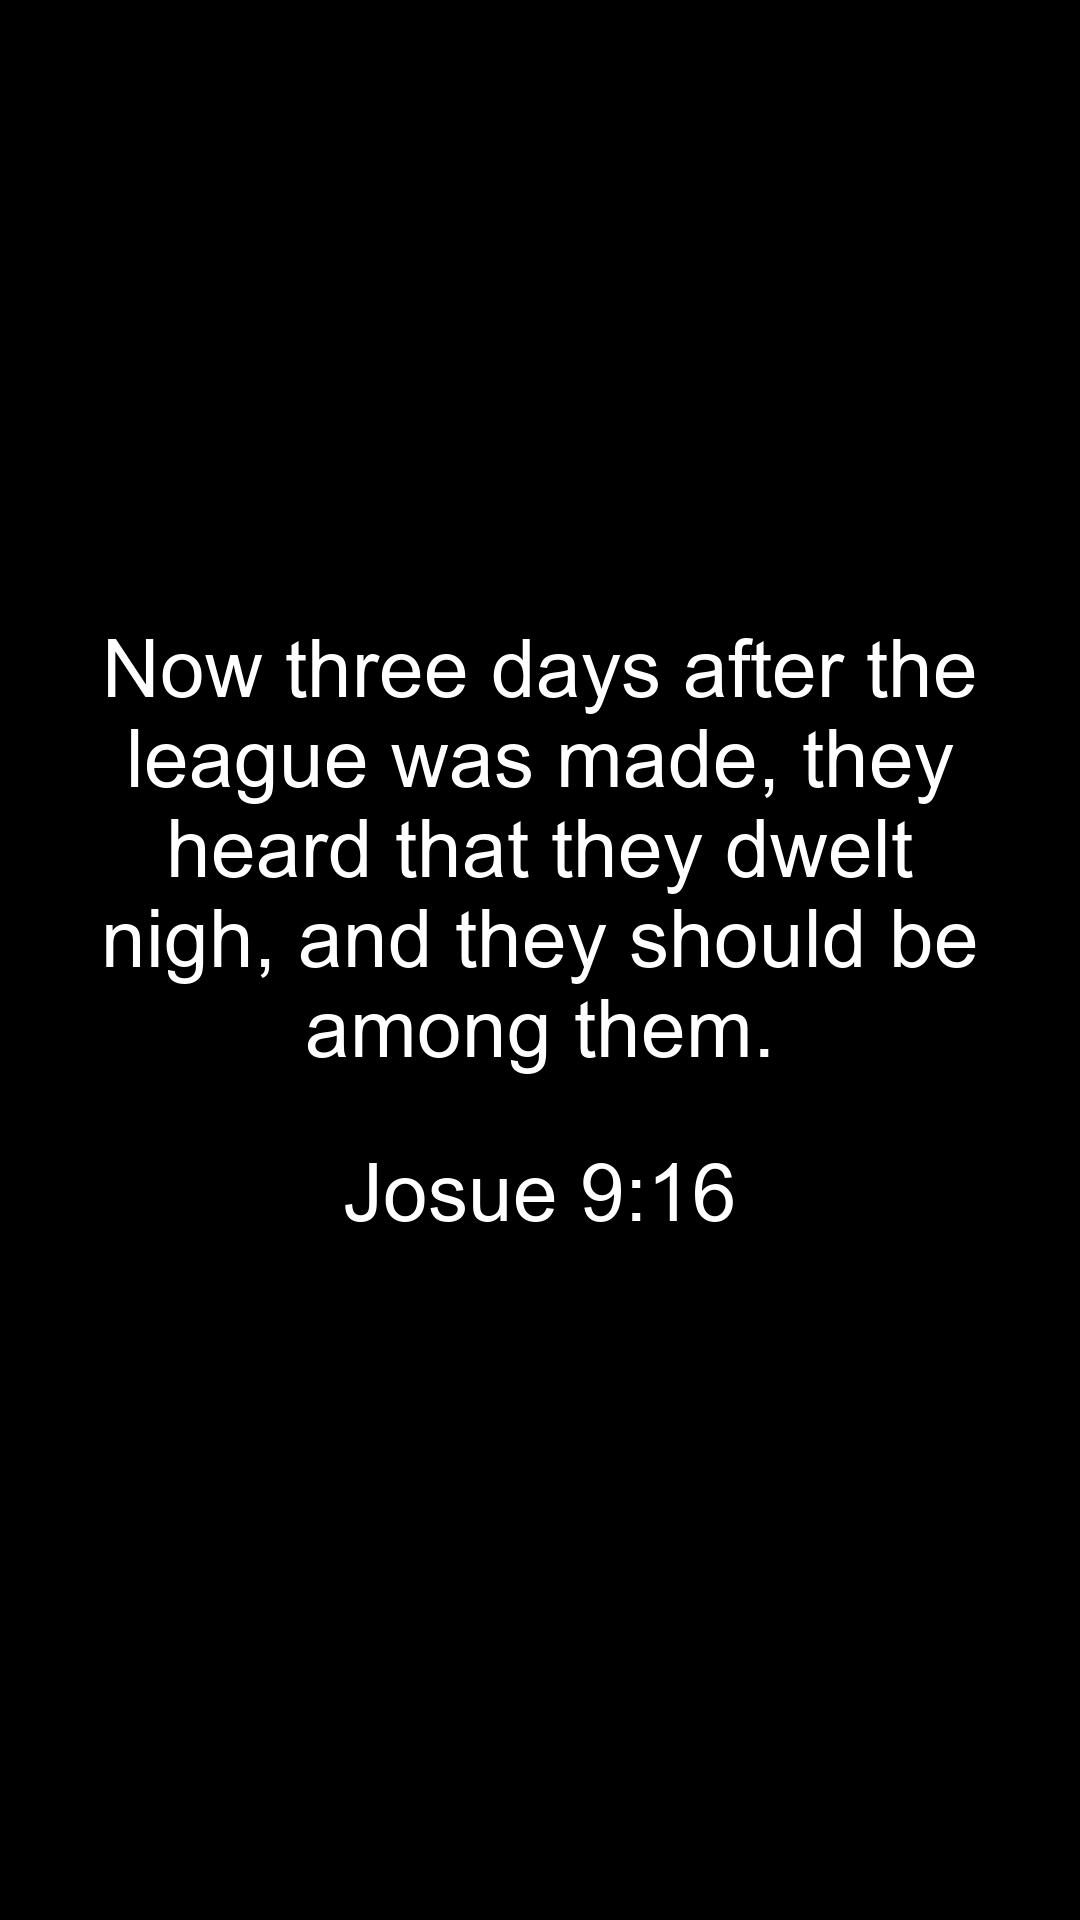 Now three days after the
league was made, they
heard that they dwelt
nigh, and they should be
among them.
Josue 9:16